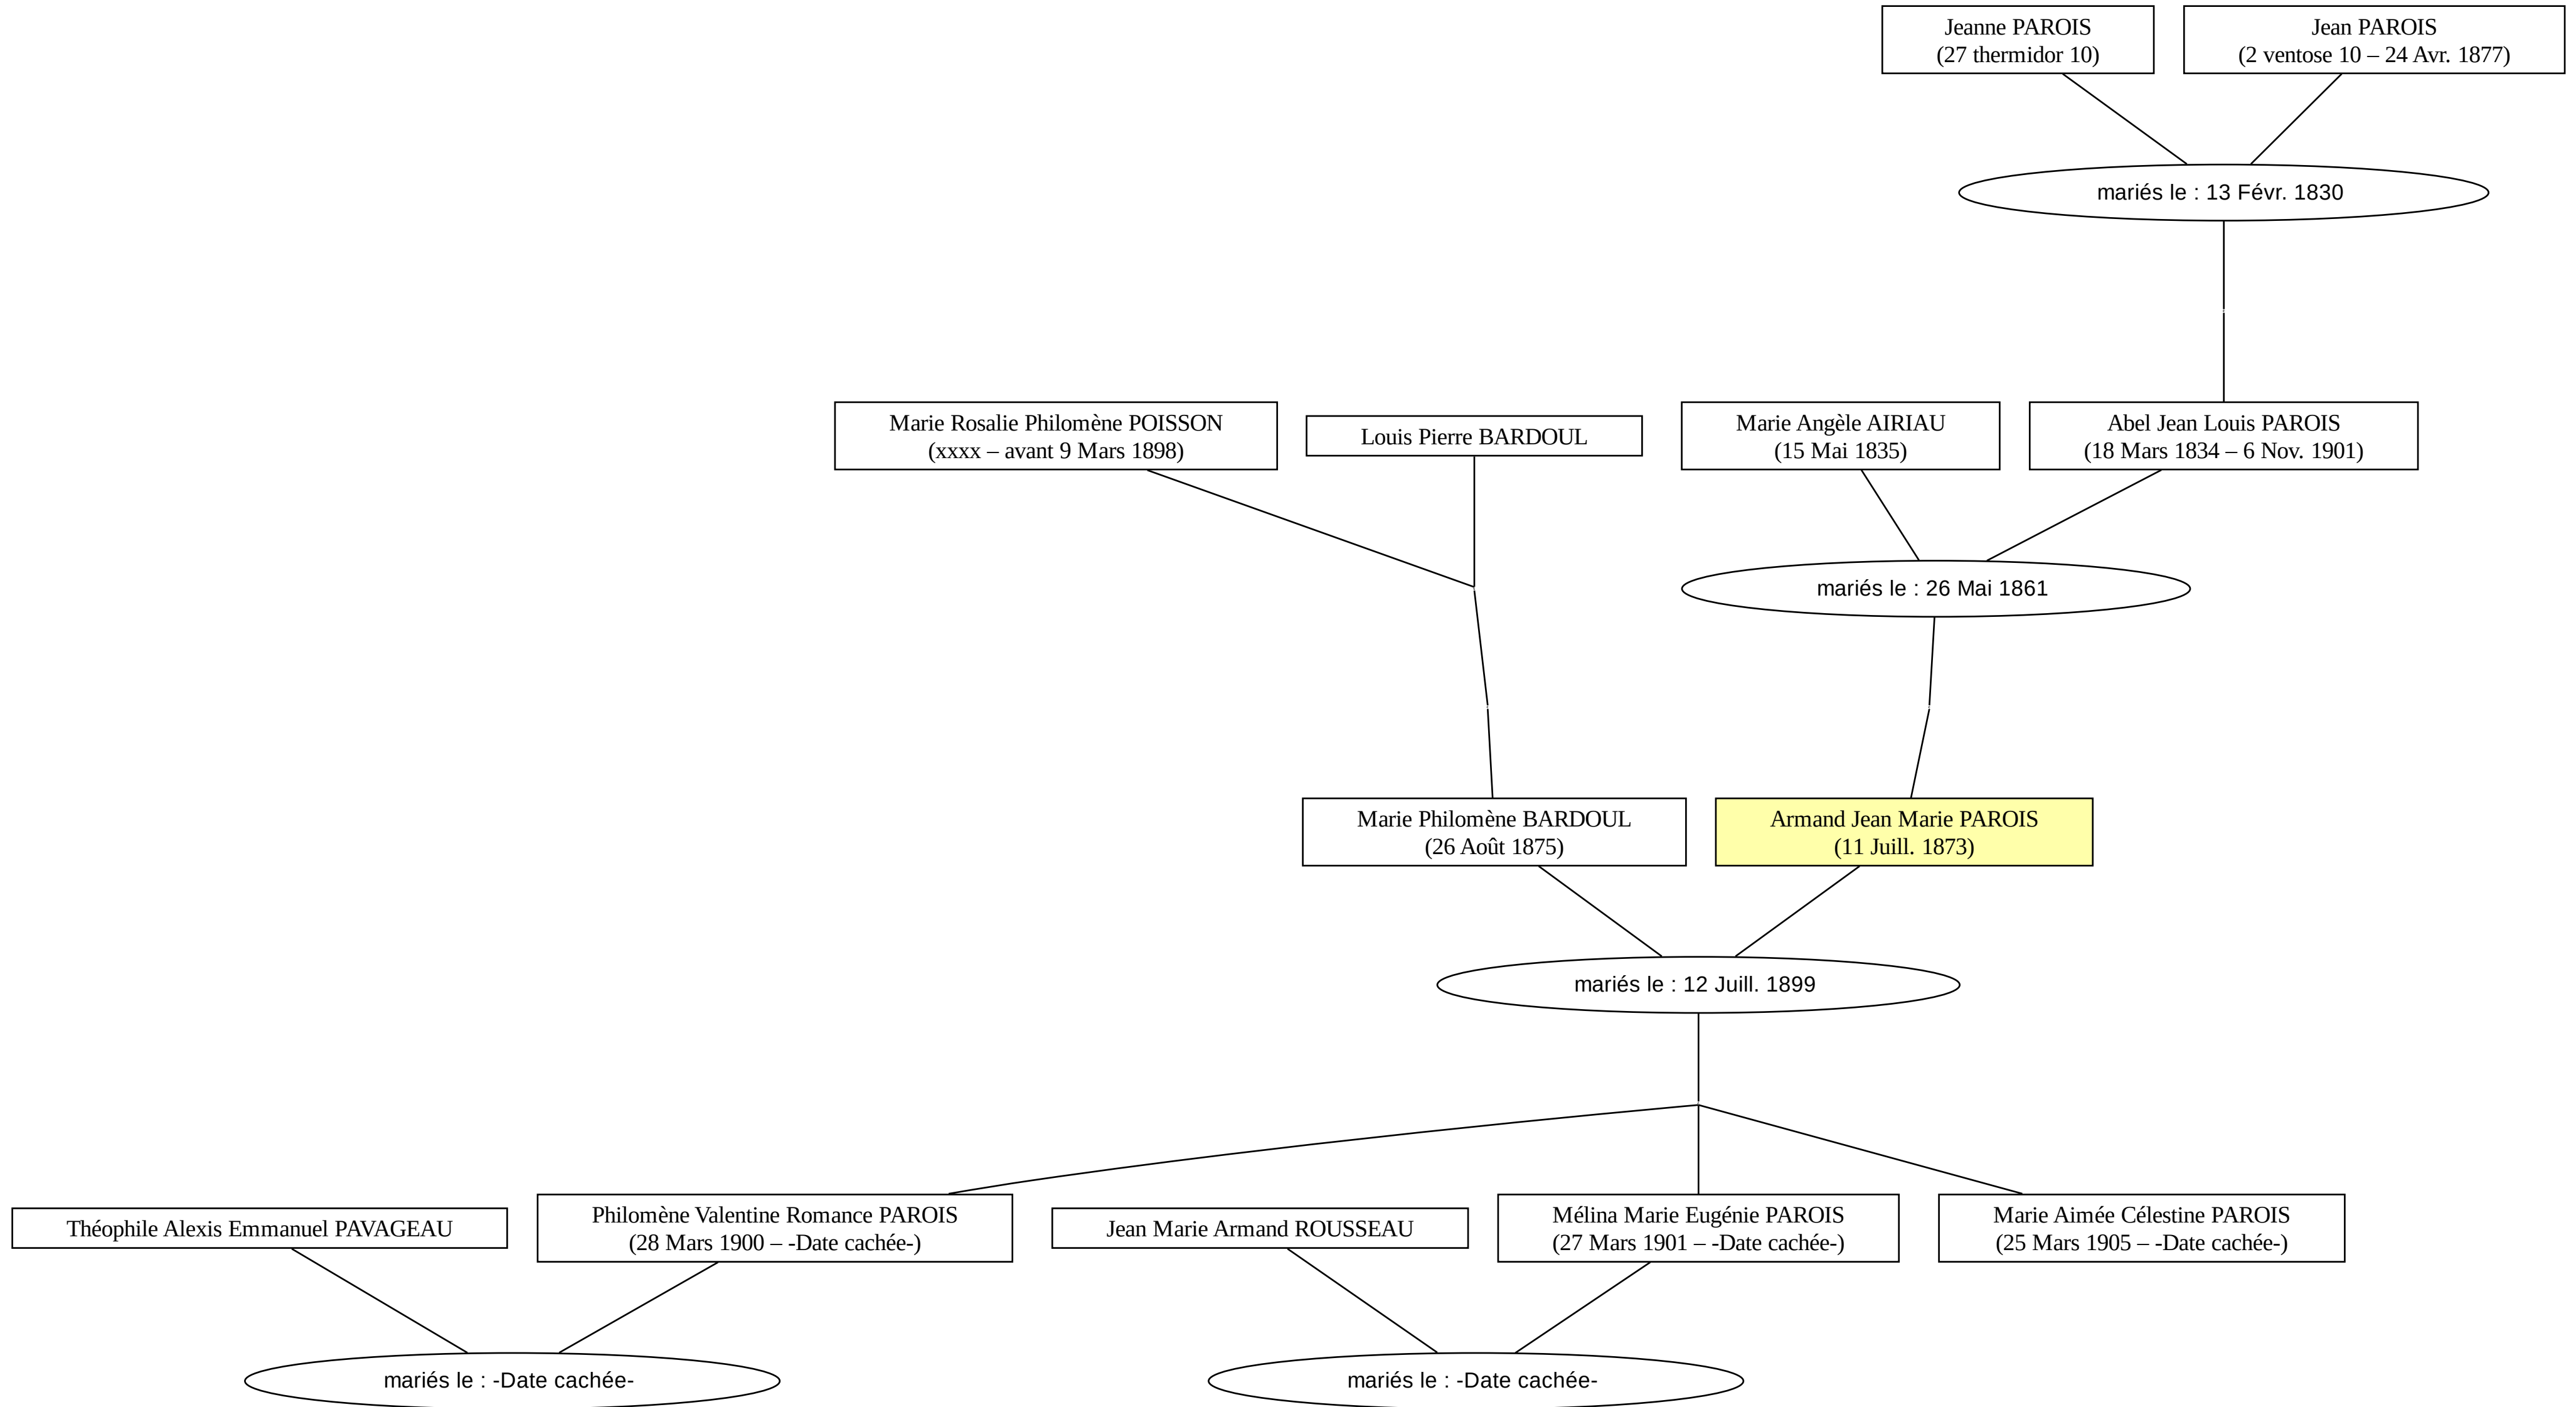 Jeanne PAROIS
(27 thermidor 10)
Jean PAROIS
(2 ventose 10 – 24 Avr. 1877)
mariés le : 13 Févr. 1830
Marie Rosalie Philomène POISSON
(xxxx – avant 9 Mars 1898)
Louis Pierre BARDOUL
Marie Angèle AIRIAU
(15 Mai 1835)
Abel Jean Louis PAROIS
(18 Mars 1834 – 6 Nov. 1901)
mariés le : 26 Mai 1861
Marie Philomène BARDOUL
(26 Août 1875)
Armand Jean Marie PAROIS
(11 Juill. 1873)
mariés le : 12 Juill. 1899
Théophile Alexis Emmanuel PAVAGEAU
Philomène Valentine Romance PAROIS
(28 Mars 1900 – -Date cachée-)
Jean Marie Armand ROUSSEAU
Mélina Marie Eugénie PAROIS
(27 Mars 1901 – -Date cachée-)
Marie Aimée Célestine PAROIS
(25 Mars 1905 – -Date cachée-)
mariés le : -Date cachée-
mariés le : -Date cachée-